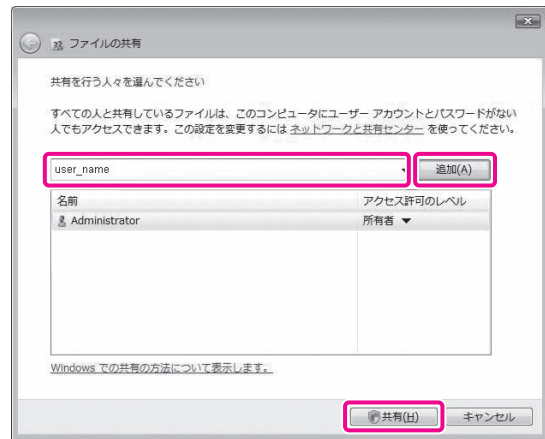 ファイルの共有
共有を行う人々を選んでください
すべての人と共有しているファイルは、このコンピュータにユーザー アカウントとパスワードがない
人でもアクセスできます。この設定を変更するには ネットワークと共有センター を使ってください。
user_name
追加(A)
名前
アクセス許可のレベル
Administrator
所有者 ▼
Windows での共有の方法について表示します。
共有(H)
キャンセル